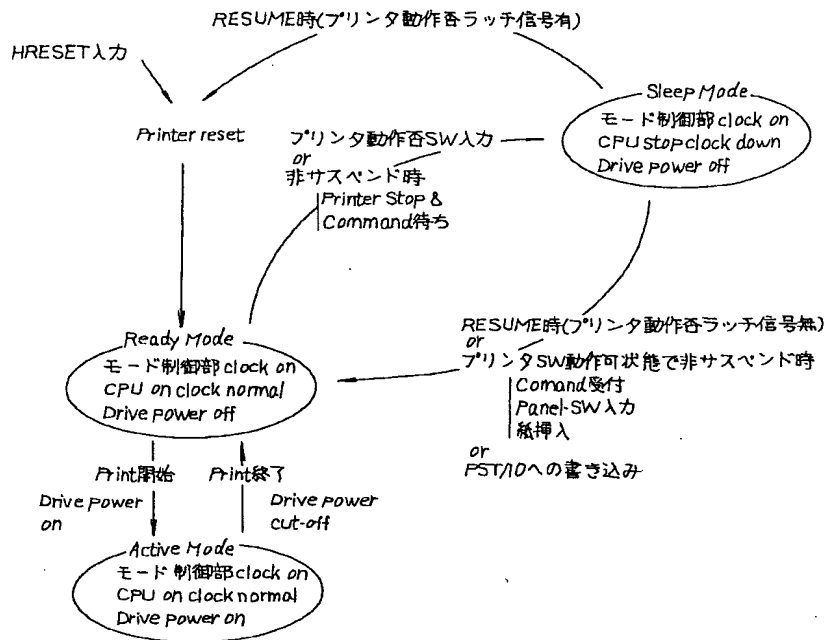 RESUME時(プリンタ動作否ラッチ信号有)
HRESET入力
Printer reset
プリンタ動作否SW入力
or
非サスペンド時
Printer Stop &
Command待ち
Sleep Mode
モード制御部clock on
CPU stop clock down
Drive power off
RESUME時(プリンタ動作否ラッチ信号無)
or
プリンタSW動作可状態で非サスペンド時
Comand受付
Panel-SW入力
紙挿入
or
PST/IOへの書き込み
Ready Mode
モード制御部clock on
CPU on clock normal
Drive power off
Print開始
Print終了
Drive power
on
Drive power
cut-off
Active Mode
モード制御部clock on
CPU on clock normal
Drive power on